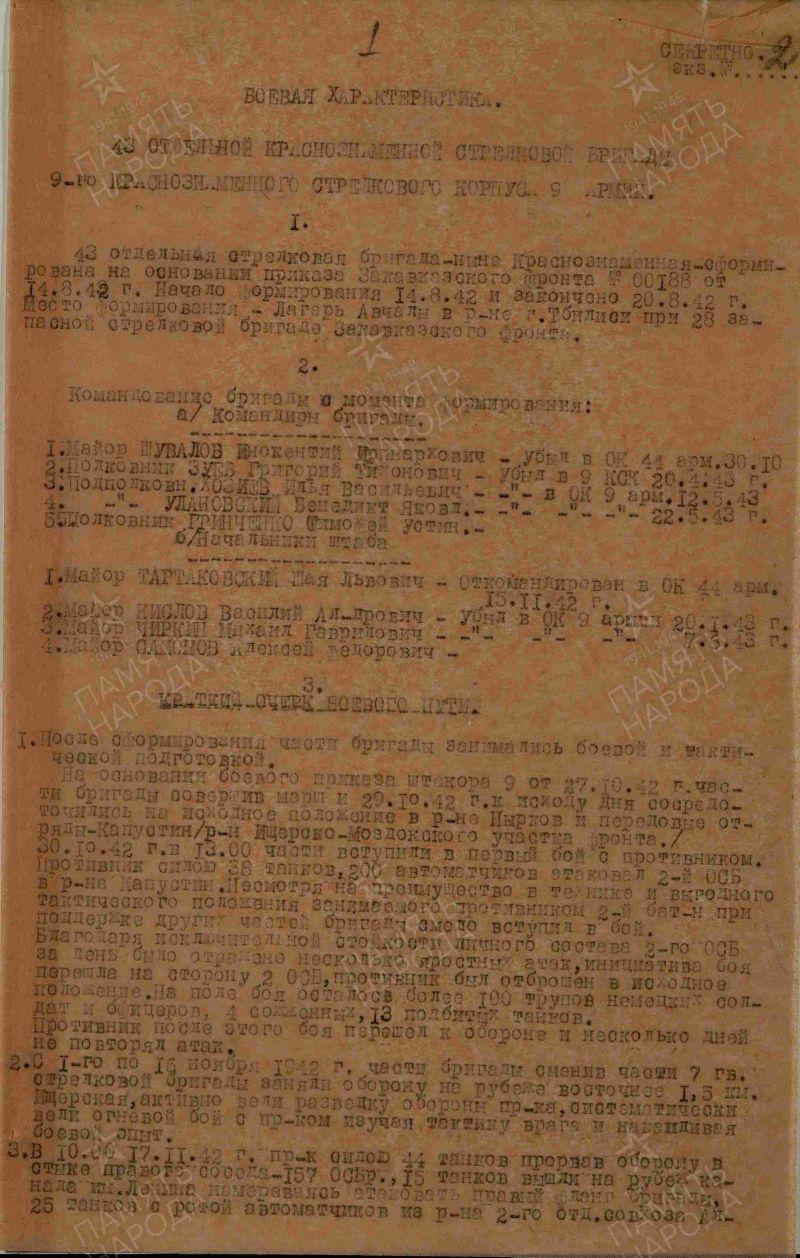 1
СЕКРЕТНО.
экз.№ 2
БОЕВАЯ ХАРАКТЕРИСТИКА.
43 ОТДЕЛЬНОЙ КРАСНОЗНАМЕННОЙ СТРЕЛКОВОЙ БРИГАДЫ
9-го КРАСНОЗНАМЕННОГО СТРЕЛКОВОГО КОРПУСА 9 АРМИИ.
I.
43 отдельная стрелковая бригада-ныне Краснознаменная-сформи-
рована на основании приказа Закавказского фронта № 00188 от
14.8.42 г. Начало формирования 14.8.42 и закончено 20.8.42 г.
Место формирования - Лагерь Авчалы в р-не г.Тбилиси при 28 за-
пасной стрелковой бригаде Закавказского фронта.
2.
Командование бригады с момента формирования:
а/ Командиры бригады.
I.Майор ШУВАЛОВ Инокентий Иринархович - убыл в ОК 44 арм.30.10
2.Полковник ЗУЕВ Григорий Тихонович - убыл в 9 КСК 20.4.43 г.
3.Подполковн.КОЗИЕВ Илья Васильевич - -"- в ОК 9 арм.12.5.43
4. -"- УЛАНОВСКИЙ Бенедикт Яковл.- -"- -"- -"- 22.5.43 г.
5.Полковник ГРИНЧЕНКО Тимофей Устин.-
б/Начальники штаба
I.Майор ТАРТАКОВСКИЙ Шая Львович - Откомандирован в ОК 44 арм.
15.11.42 г.
2.Майор КИСЛОВ Василий Ал-дрович - убыл в ОК 9 армии 20.1.43 г.
3.Майор ЧИРКИН Михаил Гаврилович - -"- -"- -"- 7.3.43 г.
4.Майор САМОНОВ Алексей Федорович -
3.
КРАТКИЙ ОЧЕРК БОЕВОГО ПУТИ.
I.После сформирования части бригады занимались боевой и такти-
ческой подготовкой.
На основании боевого приказа штакора 9 от 27.10.42 г.час-
ти бригады совершив марш и 29.10.42 г.к исходу дня сосредо-
точились на исходное положение в р-не Нырков и передовые от-
ряды-Капустин/р-н Ищерско-Моздокского участка фронта./
30.10.42 г.в 13.00 части вступили в первый бой с противником.
Противник силою 38 танков,200 автоматчиков атаковал 2-й ОСБ
в р-не Капустин.Несмотря на преимущество в технике и выгодного
тактического положения занимаемого противником 2-й бат-н при
поддержке других частей бригады смело вступил в бой.
Благодаря исключительной стойкости личного состава 2-го ОСБ
за день было отражено несколько яростных атак,инициатива боя
перешла на сторону 2 ОСБ,противник был отброшен в исходное
положение.На поле боя осталось более 100 трупов немецких сол-
дат и офицеров, 4 сожженных,13 подбитых танков.
Противник после этого боя перешел к обороне и несколько дней
не повторял атак.
2.С 1-го по 16 ноября 1942 г. части бригады сменив части 7 гв.
стрелковой бригады заняли оборону на рубеже восточнее 1,5 км.
Ищерская,активно вели разведку обороны пр-ка,систематически
вели огневой бой с пр-ком изучая тактику врага и накапливая
боевой опыт.
3.В 10.00 17.11.42 г. пр-к силою 44 танков прорвав оборону в
стыке правого соседа-157 ОСБр.,15 танков вышли на рубеж ка-
нала им.Ленина намереваясь атаковать правый фланг бригады,
25 танков с ротой автоматчиков из р-на 2-го отд.совхоза